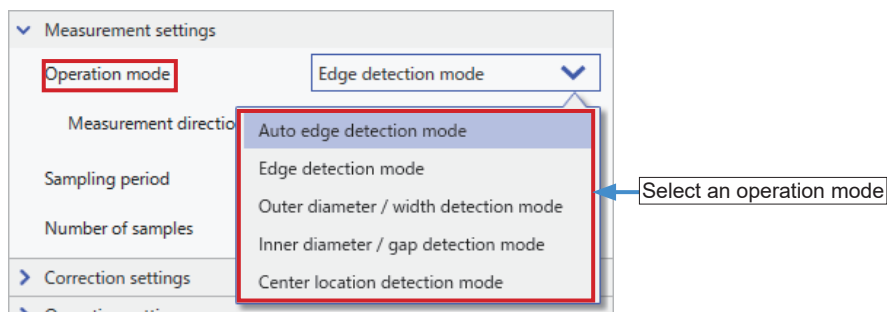 Measurement settings
Operation mode
Edge detection mode
Measurement directio
Auto edge detection mode
Edge detection mode
Sampling period
Outer diameter / width detection mode
Select an operation mode
Number of samples
Inner diameter / gap detection mode
Correction settings
Center location detection mode